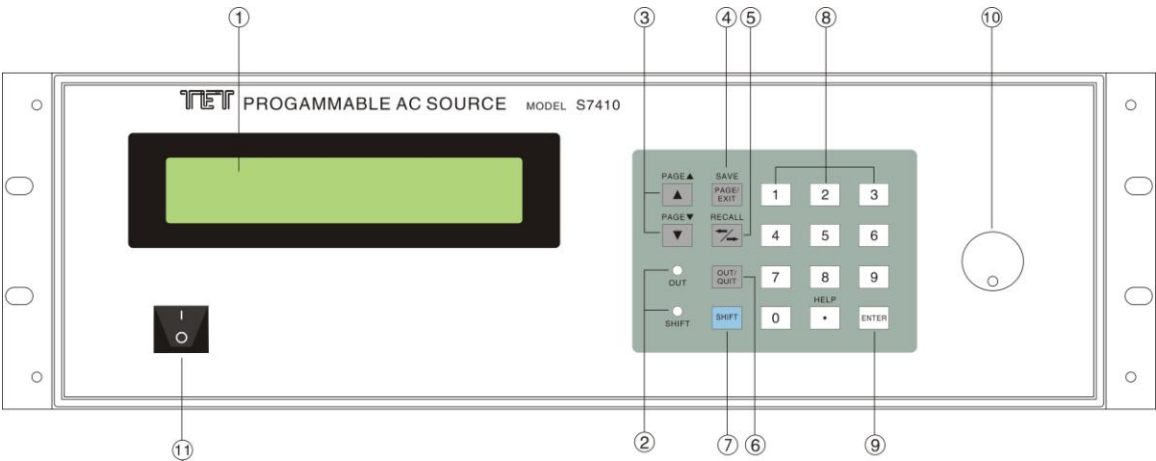 ① ③ ④ ⑤ ⑧ ⑩
TET PROGAMMABLE AC SOURCE MODEL S7410
PAGE▲ SAVE
▲ PAGE/ EXIT 1 2 3
PAGE▼ RECALL
▼ 4 5 6
OUT OUT/ QUIT 7 8 9
HELP
SHIFT SHIFT 0 . ENTER
I
O
② ⑦ ⑥ ⑨
⑪